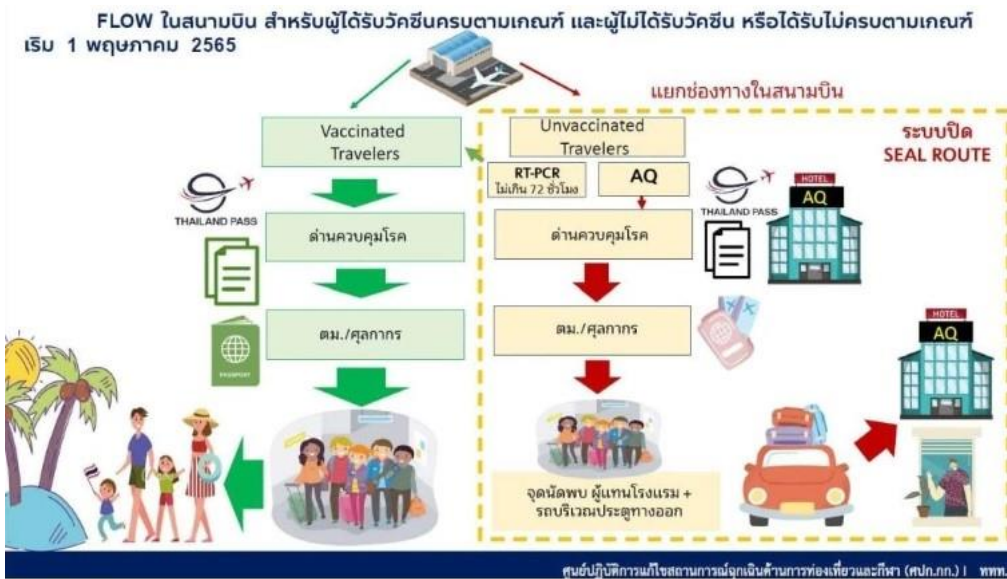 FLOW ในสนามบิน สำหรับผู้ได้รับวัคซีนครบตามเกณฑ์ และผู้ไม่ได้รับวัคซีน หรือได้รับไม่ครบตามเกณฑ์
เริ่ม 1 พฤษภาคม 2565
แยกช่องทางในสนามบิน
Vaccinated
Travelers
Unvaccinated
Travelers
ระบบปิด
SEAL ROUTE
RT-PCR
ไม่เกิน 72 ชั่วโมง
AQ
THAILAND PASS
THAILAND PASS
HOTEL
AQ
ด่านควบคุมโรค
ด่านควบคุมโรค
ตม./ศุลกากร
ตม./ศุลกากร
PASSPORT
HOTEL
AQ
จุดนัดพบ ผู้แทนโรงแรม +
รถบริเวณประตูทางออก
ศูนย์ปฏิบัติการแก้ไขสถานการณ์ฉุกเฉินด้านการท่องเที่ยวและกีฬา (ศปก.กก.) |